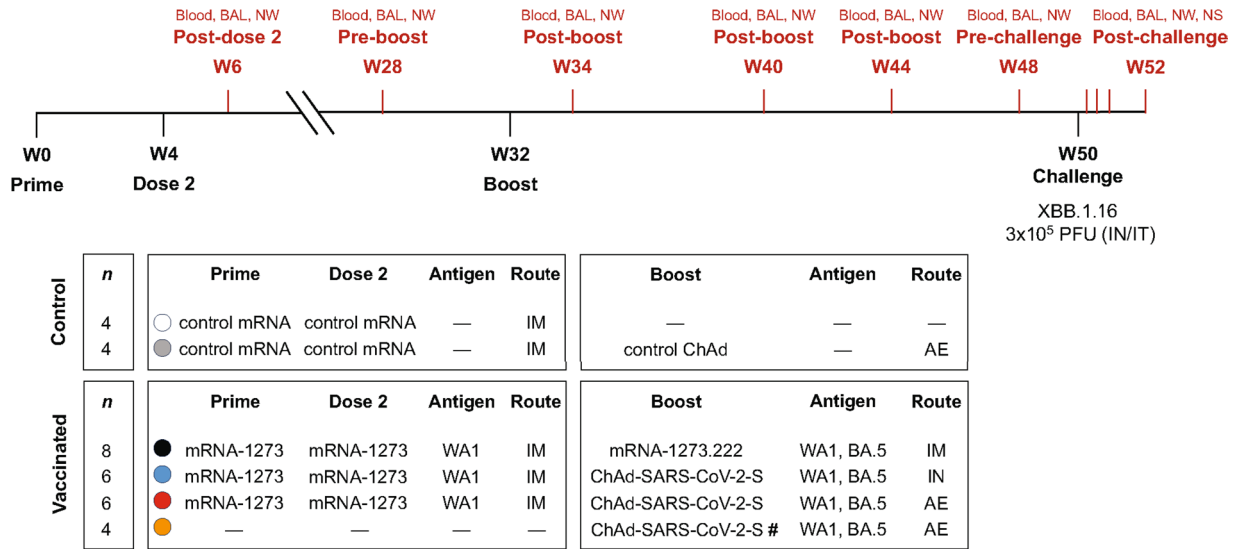 Blood, BAL, NW Blood, BAL, NW Blood, BAL, NW Blood, BAL, NW Blood, BAL, NW Blood, BAL, NW Blood, BAL, NW, NS
Post-dose 2 Pre-boost Post-boost Post-boost Post-boost Pre-challenge Post-challenge
W6 W28 W34 W40 W44 W48 W52
W0 W4 W32 W50
Prime Dose 2 Boost Challenge
XBB.1.16
3x10⁵ PFU (IN/IT)
Control
n Prime Dose 2 Antigen Route Boost Antigen Route
4 control mRNA control mRNA — IM — — —
4 control mRNA control mRNA — IM control ChAd — AE
Vaccinated
n Prime Dose 2 Antigen Route Boost Antigen Route
8 mRNA-1273 mRNA-1273 WA1 IM mRNA-1273.222 WA1, BA.5 IM
6 mRNA-1273 mRNA-1273 WA1 IM ChAd-SARS-CoV-2-S WA1, BA.5 IN
6 mRNA-1273 mRNA-1273 WA1 IM ChAd-SARS-CoV-2-S WA1, BA.5 AE
4 — — — — ChAd-SARS-CoV-2-S # WA1, BA.5 AE